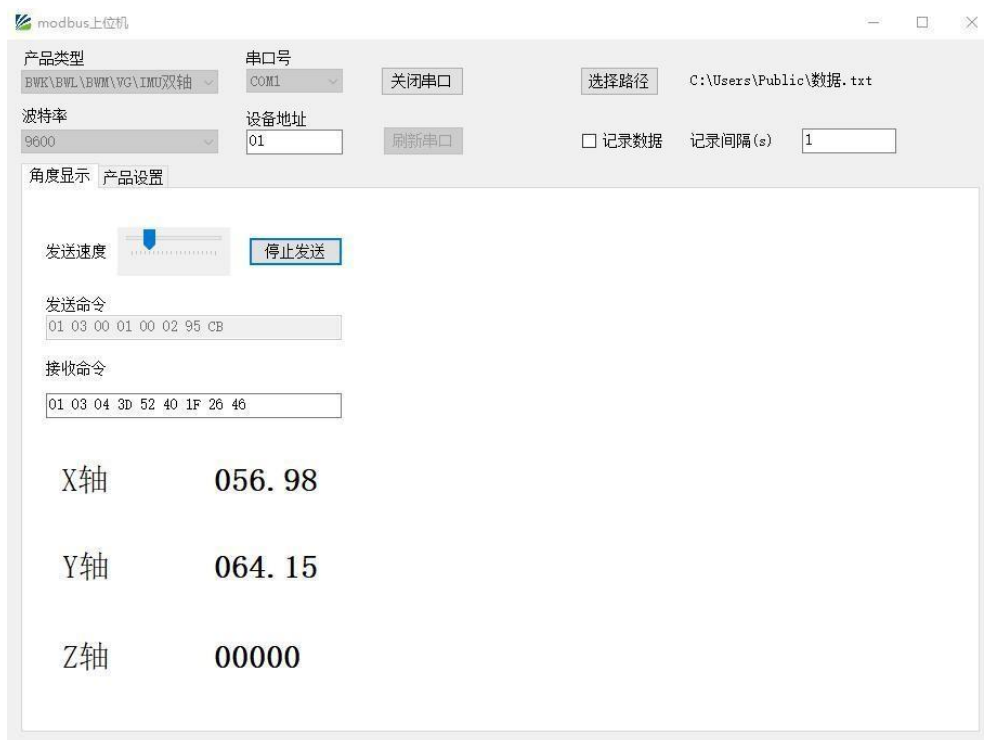 modbus上位机
产品类型
串口号
BWK\BWL\BWM\VG\IMU双轴
COM1
关闭串口
选择路径
C:\Users\Public\数据.txt
波特率
设备地址
9600
01
刷新串口
记录数据
记录间隔(s)
1
角度显示
产品设置
发送速度
停止发送
发送命令
01 03 00 01 00 02 95 CB
接收命令
01 03 04 3D 52 40 1F 26 46
X轴
056.98
Y轴
064.15
Z轴
00000